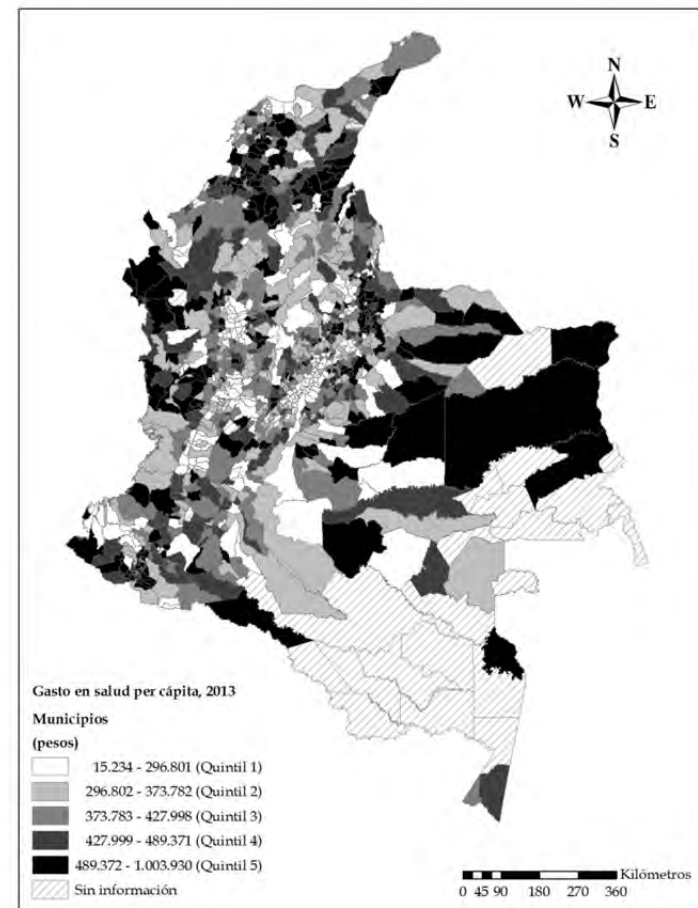 N
W E
S
Gasto en salud per cápita, 2013
Municipios
(pesos)
15.234 - 296.801 (Quintil 1)
296.802 - 373.782 (Quintil 2)
373.783 - 427.998 (Quintil 3)
427.999 - 489.371 (Quintil 4)
489.372 - 1.003.930 (Quintil 5)
Sin información
Kilómetros
0 45 90 180 270 360